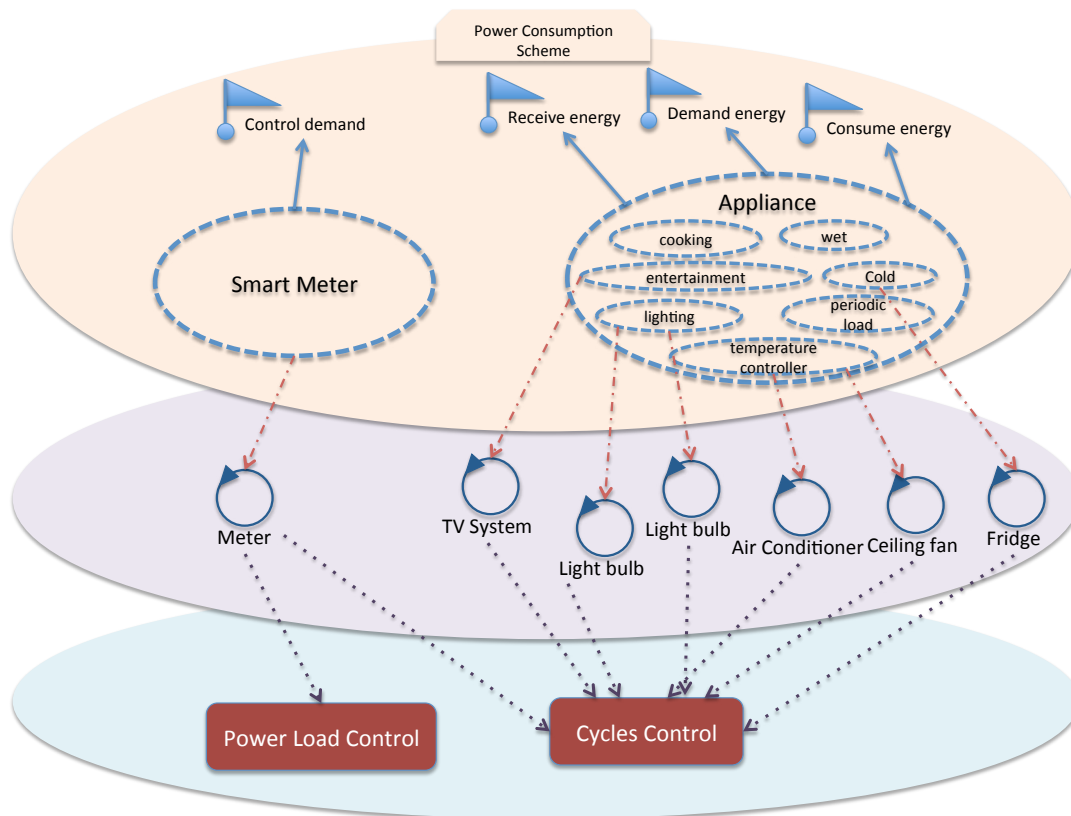 Power Consumption
Scheme
Control demand
Receive energy
Demand energy
Consume energy
Appliance
cooking
wet
Smart Meter
entertainment
Cold
lighting
periodic
load
temperature
controller
Meter
TV System
Light bulb
Light bulb
Air Conditioner
Ceiling fan
Fridge
Power Load Control
Cycles Control